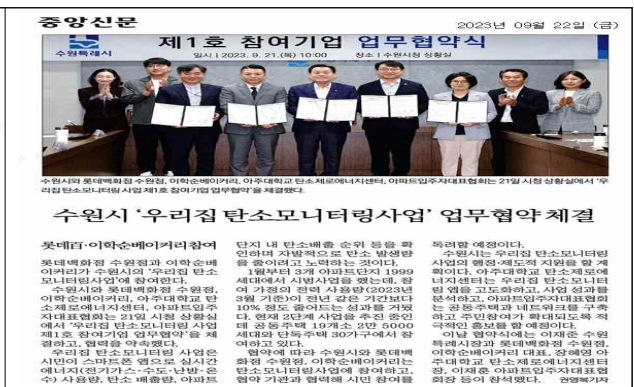 중앙신문
2023년 09월 22일 (금)
수원특례시
제1호 참여기업 업무협약식
일시 | 2023. 9. 21.(목) 10:00 장소 | 수원시청 상황실
수원시와 롯데백화점 수원점, 이학순베이커리, 아주대학교 탄소제로에너지센터, 아파트입주자대표협회는 21일 시청 상황실에서 '우
리집 탄소모니터링 사업 제1호 참여기업 업무협약'을 체결했다.
수원시 '우리집 탄소모니터링사업' 업무협약 체결
롯데百·이학순베이커리 참여
롯데백화점 수원점과 이학순베
이커리가 수원시의 '우리집 탄소
모니터링사업'에 참여한다.
수원시와 롯데백화점 수원점,
이학순베이커리, 아주대학교 탄
소제로에너지센터, 아파트입주
자대표협회는 21일 시청 상황실
에서 '우리집 탄소모니터링 사업
제1호 참여기업 업무협약'을 체
결하고, 협력을 약속했다.
우리집 탄소모니터링 사업은
시민이 스마트폰 앱으로 실시간
에너지(전기가스·수도·난방·온
수) 사용량, 탄소 배출량, 아파트
단지 내 탄소배출 순위 등을 확
인하며 자발적으로 탄소 발생량
을 줄이려고 노력하는 것이다.
1월부터 3개 아파트단지 1999
세대에서 시범사업을 했는데, 참
여 가정의 전력 사용량(2023년
3월 기준)이 전년 같은 기간보다
10% 정도 줄어드는 성과를 거뒀
다. 현재 2단계 사업을 추진 중인
데 공동주택 19개소 2만 5000
세대와 단독주택 30가구에서 참
여하고 있다.
협약에 따라 수원시와 롯데백
화점 수원점, 이학순베이커리는
탄소모니터링사업에 참여하고,
협약 기관과 협력해 시민 참여를
독려할 예정이다.
수원시는 우리집 탄소모니터링
사업의 행정·제도적 지원을 할 계
획이다. 아주대학교 탄소제로에
너지센터는 우리집 탄소모니터
링 앱을 고도화하고, 사업 성과를
분석하고, 아파트입주자대표협회
는 공동주택과 네트워크를 구축
하고 주민참여가 확대되도록 적
극적인 홍보를 할 예정이다.
이날 협약식에는 이재준 수원
특례시장과 롯데백화점 수원점,
이학순베이커리 대표, 장혜영 아
주대학교 탄소제로에너지센터
장, 이재훈 아파트입주자대표협
회장 등이 참석했다.